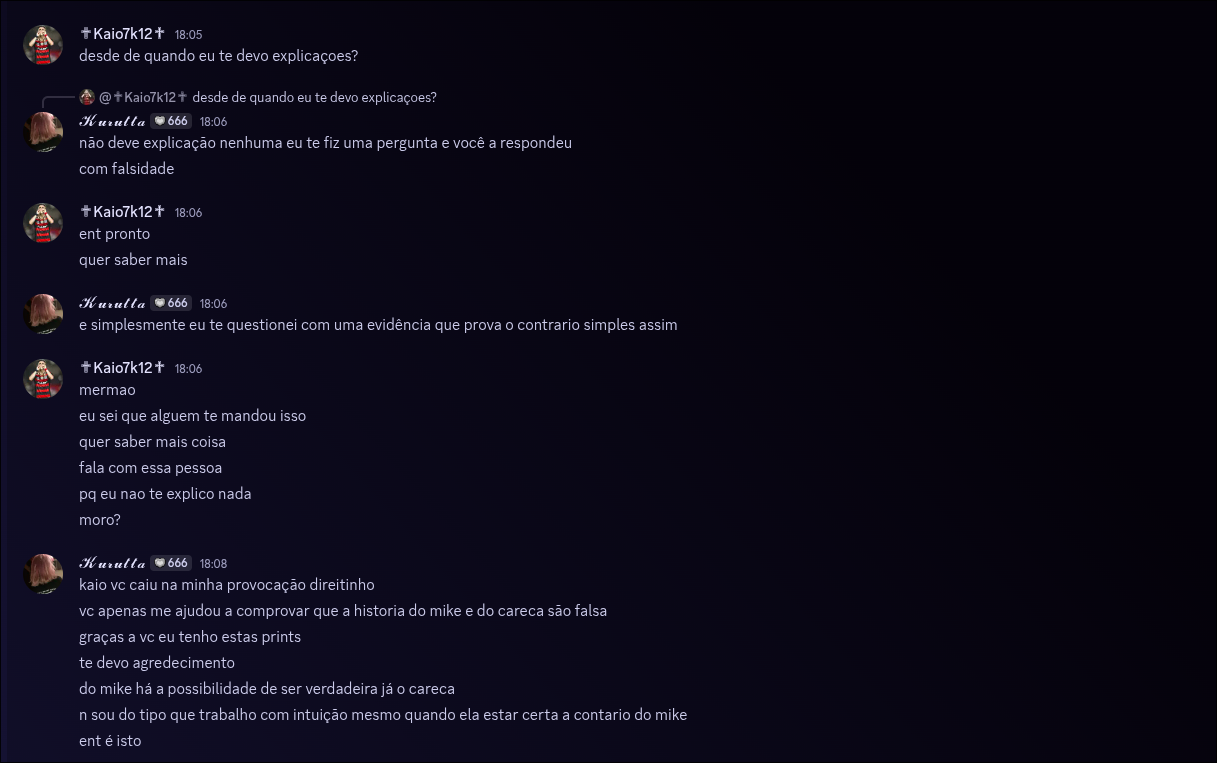 ✝Kaio7k12✝ 18:05
desde de quando eu te devo explicaçoes?
@✝Kaio7k12✝ desde de quando eu te devo explicaçoes?
𝒦𝓊𝓇𝓊𝓉𝓉𝒶 666 18:06
não deve explicação nenhuma eu te fiz uma pergunta e você a respondeu
com falsidade
✝Kaio7k12✝ 18:06
ent pronto
quer saber mais
𝒦𝓊𝓇𝓊𝓉𝓉𝒶 666 18:06
e simplesmente eu te questionei com uma evidência que prova o contrario simples assim
✝Kaio7k12✝ 18:06
mermao
eu sei que alguem te mandou isso
quer saber mais coisa
fala com essa pessoa
pq eu nao te explico nada
moro?
𝒦𝓊𝓇𝓊𝓉𝓉𝒶 666 18:08
kaio vc caiu na minha provocação direitinho
vc apenas me ajudou a comprovar que a historia do mike e do careca são falsa
graças a vc eu tenho estas prints
te devo agredecimento
do mike há a possibilidade de ser verdadeira já o careca
n sou do tipo que trabalho com intuição mesmo quando ela estar certa a contario do mike
ent é isto